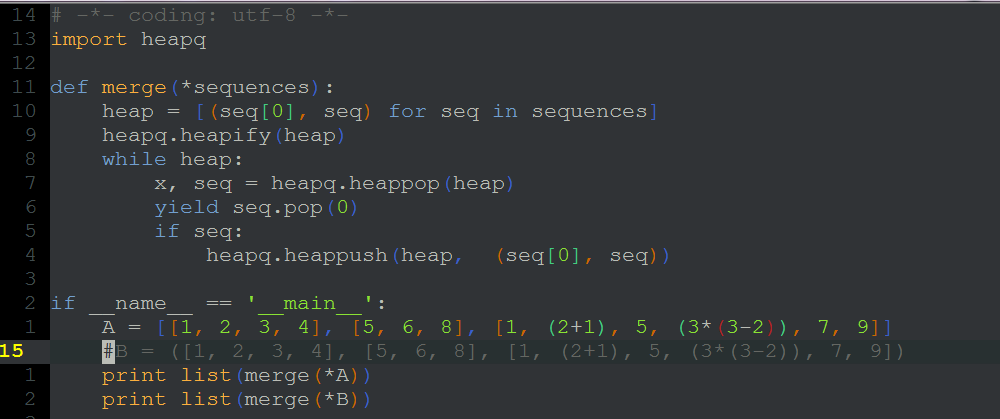 14 # -*- coding: utf-8 -*-
13 import heapq
12
11 def merge(*sequences):
10     heap = [(seq[0], seq) for seq in sequences]
9     heapq.heapify(heap)
8     while heap:
7         x, seq = heapq.heappop(heap)
6         yield seq.pop(0)
5         if seq:
4             heapq.heappush(heap,  (seq[0], seq))
3
2 if __name__ == '__main__':
1     A = [[1, 2, 3, 4], [5, 6, 8], [1, (2+1), 5, (3*(3-2)), 7, 9]]
15     #B = ([1, 2, 3, 4], [5, 6, 8], [1, (2+1), 5, (3*(3-2)), 7, 9])
1     print list(merge(*A))
2     print list(merge(*B))